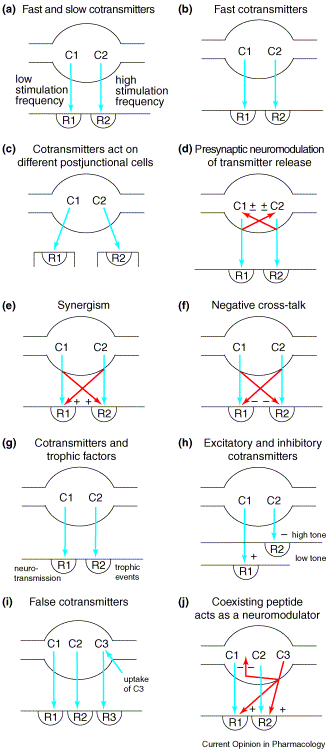 (a) Fast and slow cotransmitters
C1 C2
low stimulation frequency
high stimulation frequency
R1 R2
(b) Fast cotransmitters
C1 C2
R1 R2
(c) Cotransmitters act on
different postjunctional cells
C1 C2
R1 R2
(d) Presynaptic neuromodulation
of transmitter release
C1 ± ± C2
R1 R2
(e) Synergism
C1 C2
+ +
R1 R2
(f) Negative cross-talk
C1 C2
− −
R1 R2
(g) Cotransmitters and
trophic factors
C1 C2
neuro-
transmission
R1 R2
trophic
events
(h) Excitatory and inhibitory
cotransmitters
C1 C2
− high tone
R2
+ low tone
R1
(i) False cotransmitters
C1 C2 C3
uptake
of C3
R1 R2 R3
(j) Coexisting peptide
acts as a neuromodulator
C1 C2 C3
− −
+ +
R1 R2
Current Opinion in Pharmacology